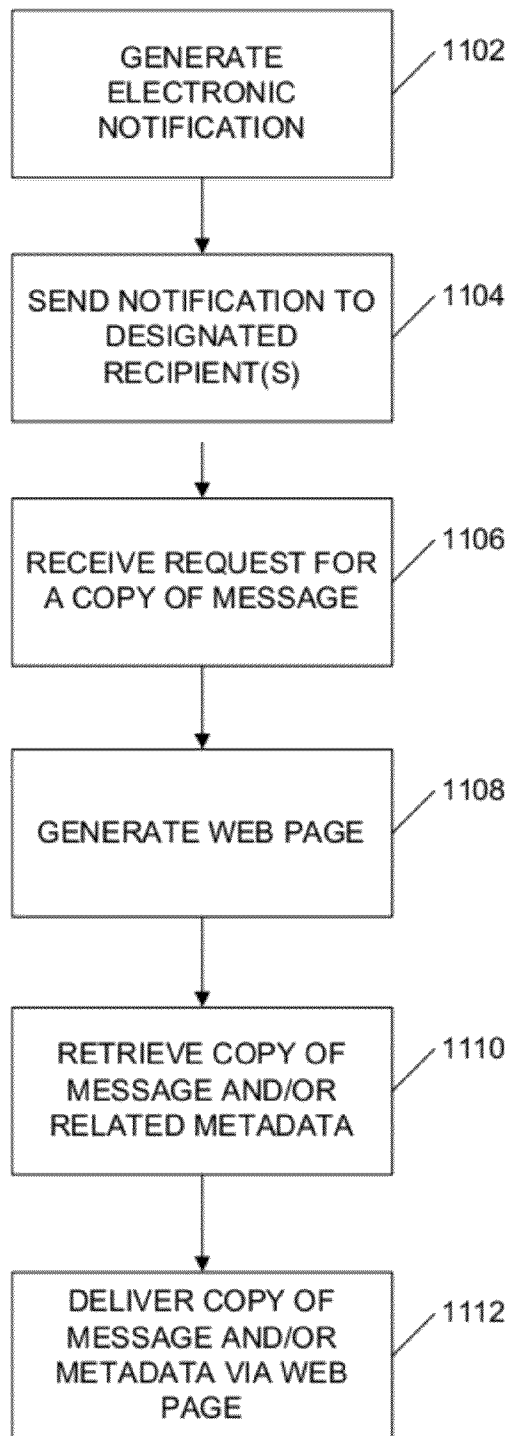 GENERATE
ELECTRONIC
NOTIFICATION
1102
SEND NOTIFICATION TO
DESIGNATED
RECIPIENT(S)
1104
RECEIVE REQUEST FOR
A COPY OF MESSAGE
1106
GENERATE WEB PAGE
1108
RETRIEVE COPY OF
MESSAGE AND/OR
RELATED METADATA
1110
DELIVER COPY OF
MESSAGE AND/OR
METADATA VIA WEB
PAGE
1112